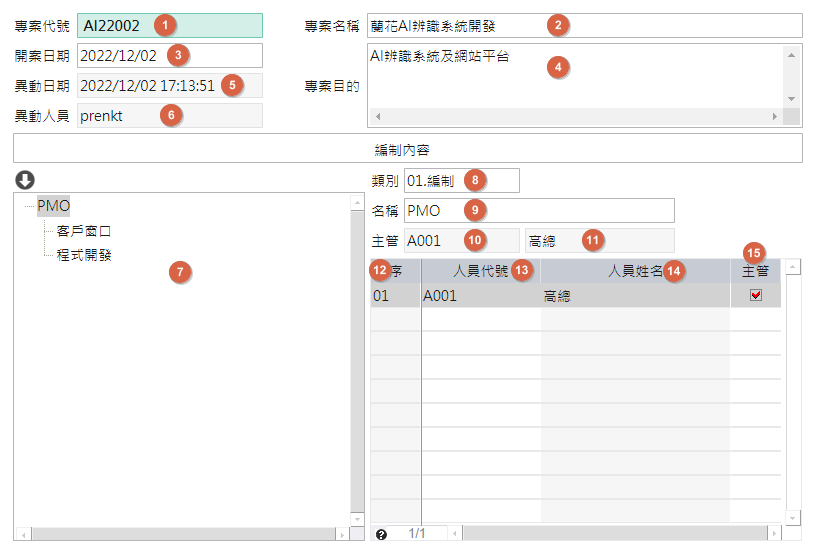 專案代號 AI22002 1 專案名稱 蘭花AI辨識系統開發 2
開案日期 2022/12/02 3 專案目的 AI辨識系統及網站平台 4
異動日期 2022/12/02 17:13:51 5
異動人員 prenkt 6
編制內容
類別 01.編制 8
PMO
名稱 PMO 9
客戶窗口
主管 A001 10 高總 11
程式開發
7
12 序 人員代號 13 人員姓名 14 主管 15
01 A001 高總
? 1/1